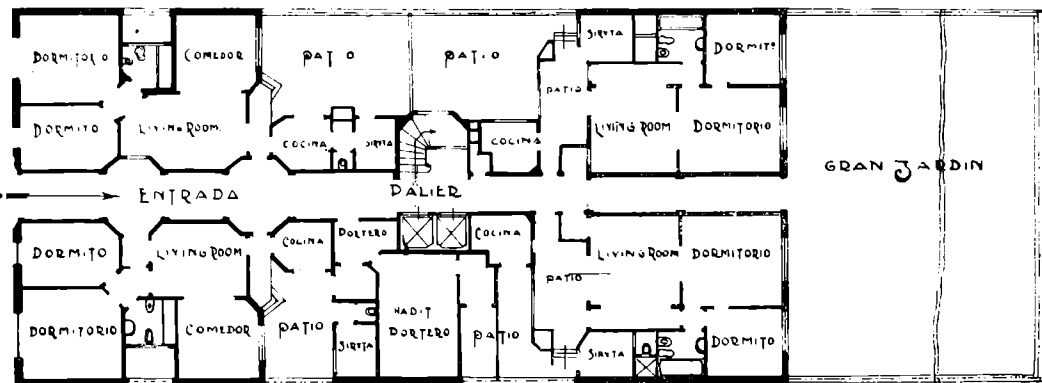 DORMITORIO
COMEDOR
PATIO
PATIO
SIRVTA
DORMITº
PATIO
DORMITO
LIVING ROOM.
COCINA
SIRVTA
COCINA
LIVING ROOM
DORMITORIO
GRAN JARDIN
ENTRADA
PALIER
DORMITO
LIVING ROOM
COCINA
PORTERO
COCINA
LIVING ROOM
DORMITORIO
PATIO
DORMITORIO
COMEDOR
PATIO
HABIT
PORTERO
PATIO
SIRVTA
SIRVTA
DORMITO